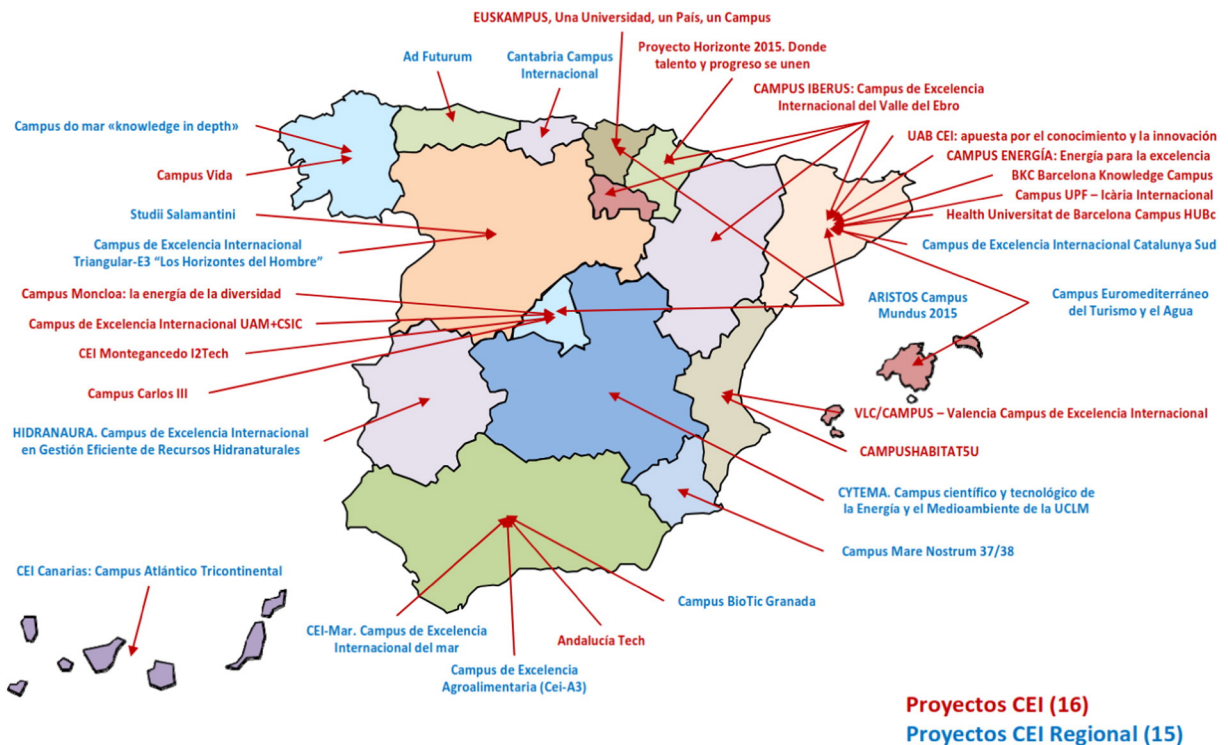 EUSKAMPUS, Una Universidad, un País, un Campus
Ad Futurum
Cantabria Campus
Internacional
Proyecto Horizonte 2015. Donde
talento y progreso se unen
CAMPUS IBERUS: Campus de Excelencia
Internacional del Valle del Ebro
Campus do mar «knowledge in depth»
Campus Vida
UAB CEI: apuesta por el conocimiento y la innovación
CAMPUS ENERGÍA: Energía para la excelencia
BKC Barcelona Knowledge Campus
Campus UPF – Icària Internacional
Health Universitat de Barcelona Campus HUBc
Campus de Excelencia Internacional Catalunya Sud
Studii Salamantini
Campus de Excelencia Internacional
Triangular-E3 "Los Horizontes del Hombre"
Campus Moncloa: la energía de la diversidad
Campus de Excelencia Internacional UAM+CSIC
CEI Montegancedo I2Tech
Campus Carlos III
ARISTOS Campus
Mundus 2015
Campus Euromediterráneo
del Turismo y el Agua
HIDRANAURA. Campus de Excelencia Internacional
en Gestión Eficiente de Recursos Hidranaturales
VLC/CAMPUS – Valencia Campus de Excelencia Internacional
CAMPUSHABITAT5U
CYTEMA. Campus científico y tecnológico de
la Energía y el Medioambiente de la UCLM
Campus Mare Nostrum 37/38
CEI Canarias: Campus Atlántico Tricontinental
CEI-Mar. Campus de Excelencia
Internacional del mar
Campus de Excelencia
Agroalimentaria (Cei-A3)
Andalucía Tech
Campus BioTic Granada
Proyectos CEI (16)
Proyectos CEI Regional (15)